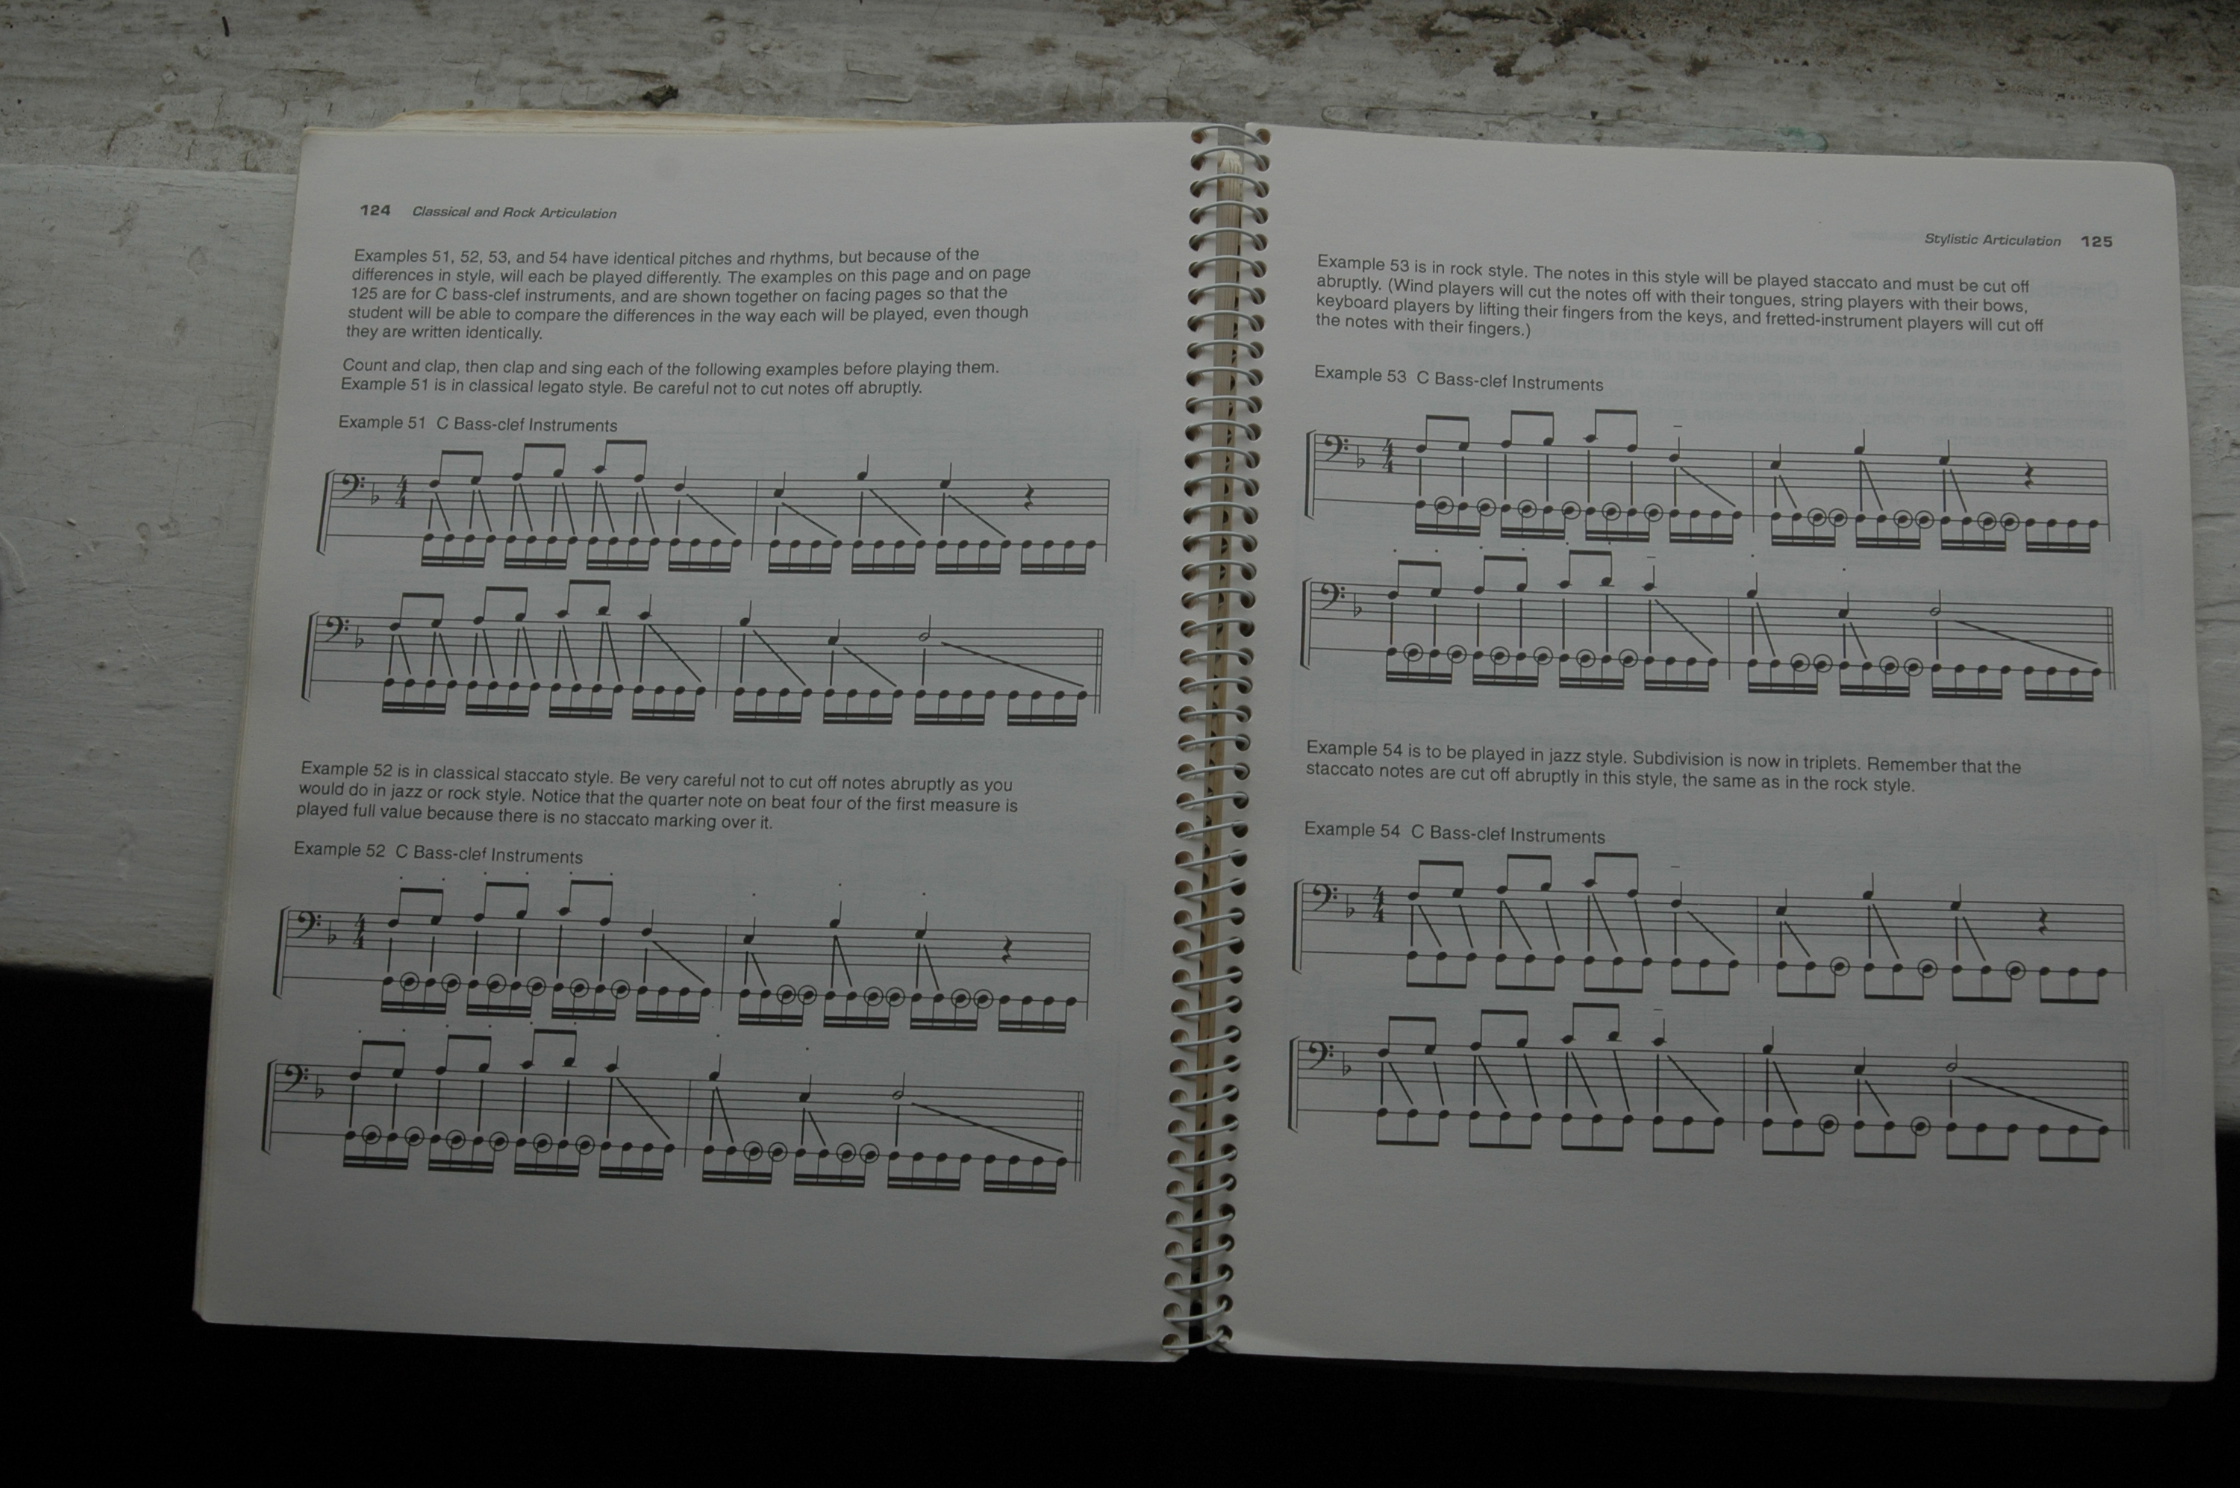 124 Classical and Rock Articulation
Examples 51, 52, 53, and 54 have identical pitches and rhythms, but because of the
differences in style, will each be played differently. The examples on this page and on page
125 are for C bass-clef instruments, and are shown together on facing pages so that the
student will be able to compare the differences in the way each will be played, even though
they are written identically.
Count and clap, then clap and sing each of the following examples before playing them.
Example 51 is in classical legato style. Be careful not to cut notes off abruptly.
Example 51 C Bass-clef Instruments
4
4
Example 52 is in classical staccato style. Be very careful not to cut off notes abruptly as you
would do in jazz or rock style. Notice that the quarter note on beat four of the first measure is
played full value because there is no staccato marking over it.
Example 52 C Bass-clef Instruments
4
4
Stylistic Articulation 125
Example 53 is in rock style. The notes in this style will be played staccato and must be cut off
abruptly. (Wind players will cut the notes off with their tongues, string players with their bows,
keyboard players by lifting their fingers from the keys, and fretted-instrument players will cut off
the notes with their fingers.)
Example 53 C Bass-clef Instruments
4
4
Example 54 is to be played in jazz style. Subdivision is now in triplets. Remember that the
staccato notes are cut off abruptly in this style, the same as in the rock style.
Example 54 C Bass-clef Instruments
4
4